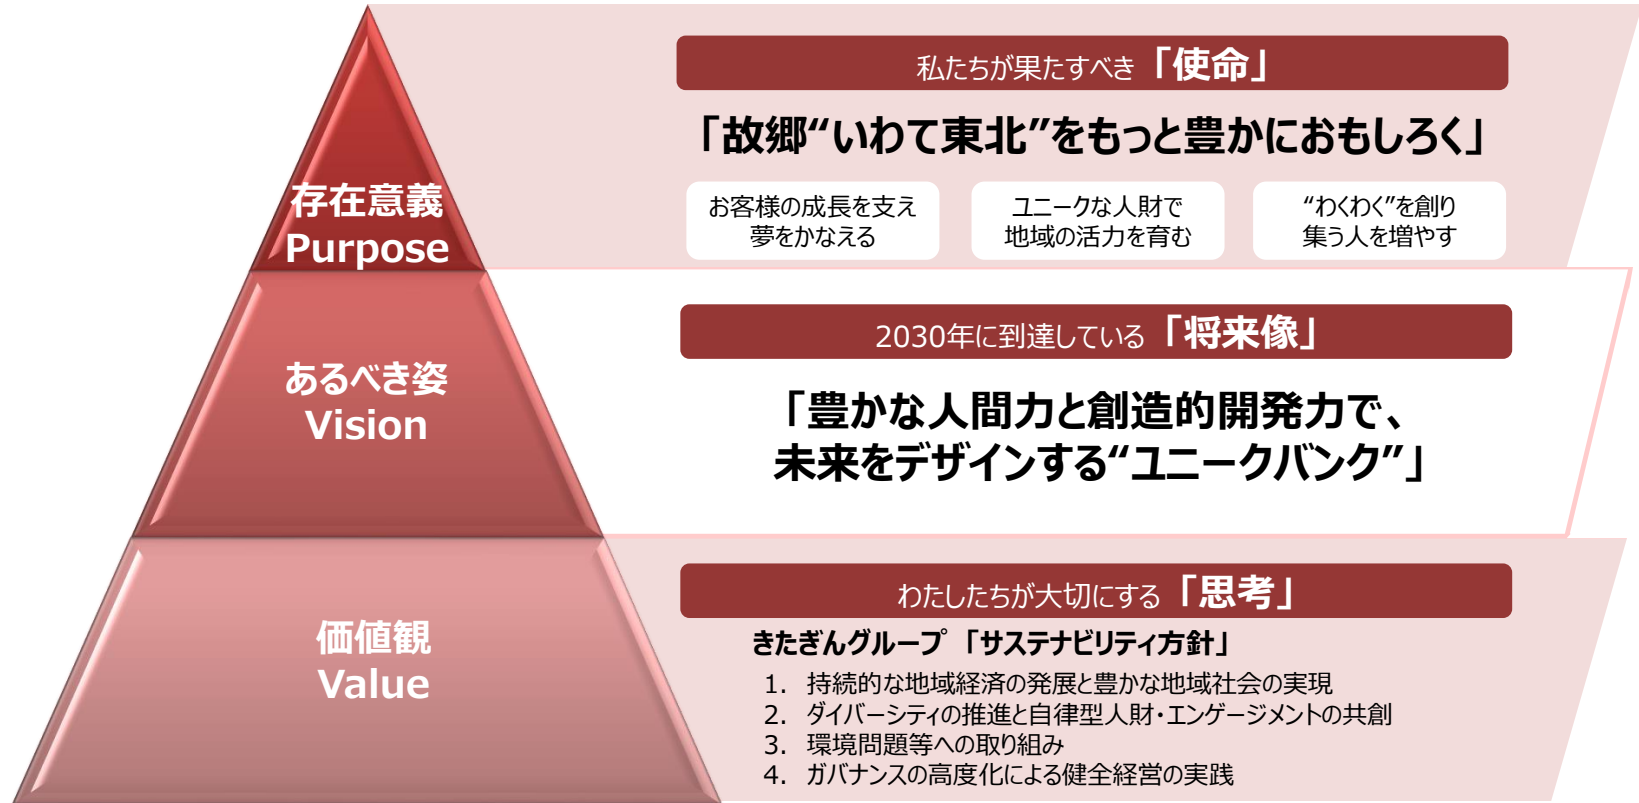 存在意義
Purpose
私たちが果たすべき「使命」
「故郷“いわて東北”をもっと豊かにおもしろく」
お客様の成長を支え
夢をかなえる
ユニークな人財で
地域の活力を育む
“わくわく”を創り
集う人を増やす
あるべき姿
Vision
2030年に到達している「将来像」
「豊かな人間力と創造的開発力で、
未来をデザインする“ユニークバンク”」
価値観
Value
わたしたちが大切にする「思考」
きたぎんグループ 「サステナビリティ方針」
1. 持続的な地域経済の発展と豊かな地域社会の実現
2. ダイバーシティの推進と自律型人財・エンゲージメントの共創
3. 環境問題等への取り組み
4. ガバナンスの高度化による健全経営の実践